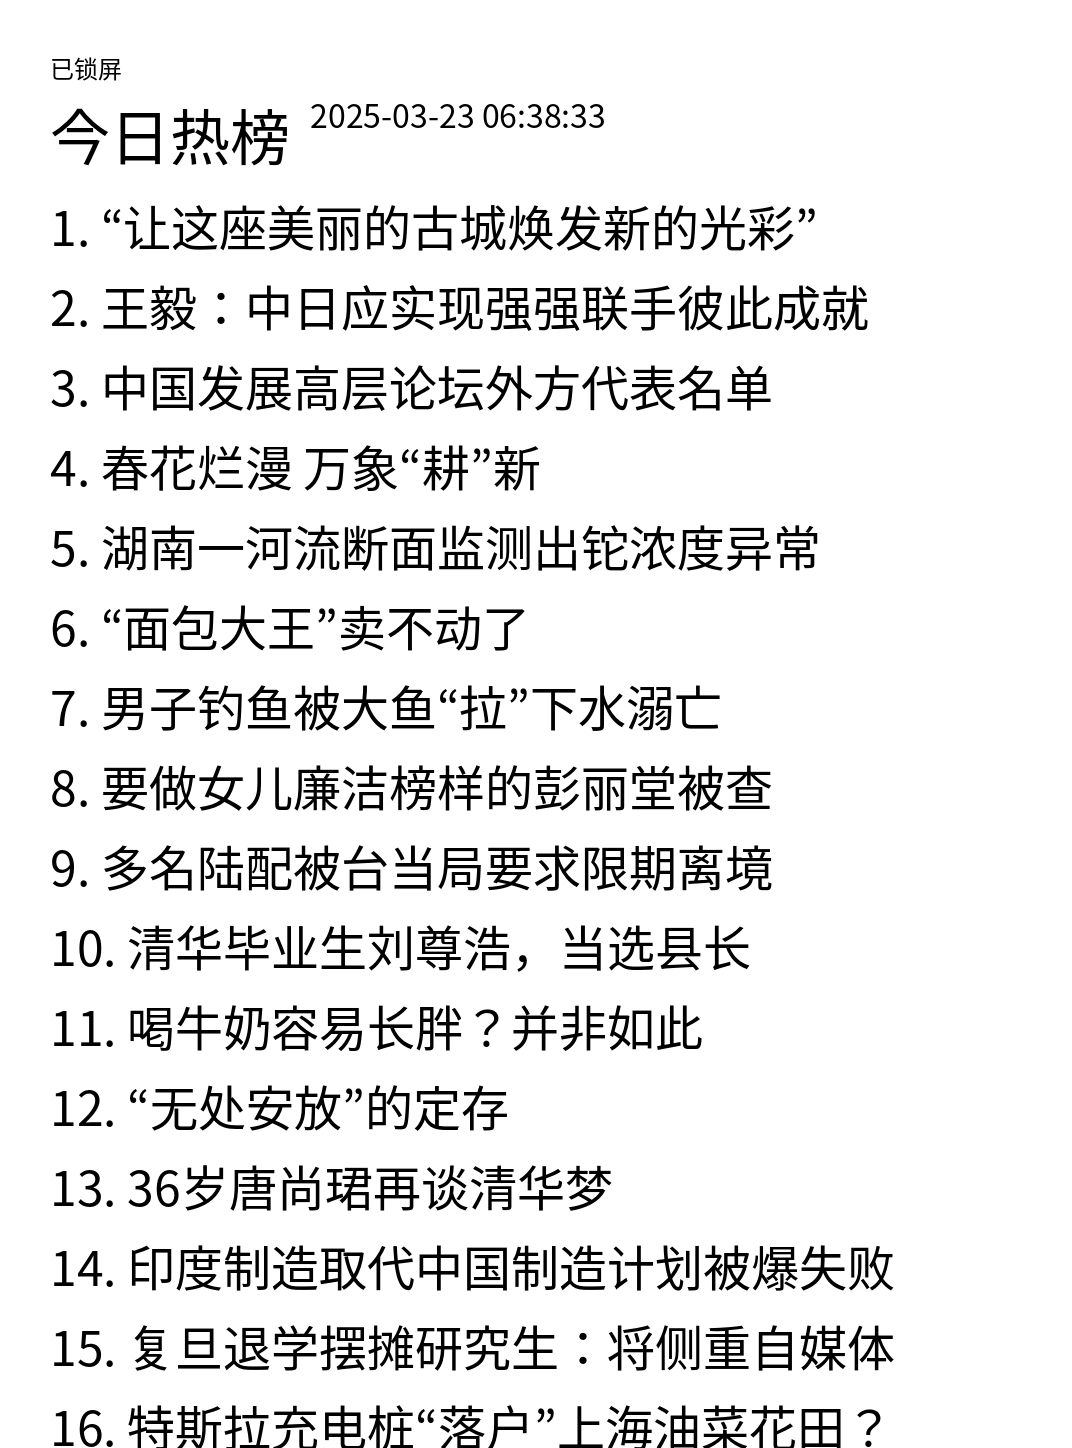 已锁屏
今日热榜 2025-03-23 06:38:33
1. “让这座美丽的古城焕发新的光彩”
2. 王毅：中日应实现强强联手彼此成就
3. 中国发展高层论坛外方代表名单
4. 春花烂漫 万象“耕”新
5. 湖南一河流断面监测出铊浓度异常
6. “面包大王”卖不动了
7. 男子钓鱼被大鱼“拉”下水溺亡
8. 要做女儿廉洁榜样的彭丽堂被查
9. 多名陆配被台当局要求限期离境
10. 清华毕业生刘尊浩，当选县长
11. 喝牛奶容易长胖？并非如此
12. “无处安放”的定存
13. 36岁唐尚珺再谈清华梦
14. 印度制造取代中国制造计划被爆失败
15. 复旦退学摆摊研究生：将侧重自媒体
16. 特斯拉充电桩“落户”上海油菜花田？